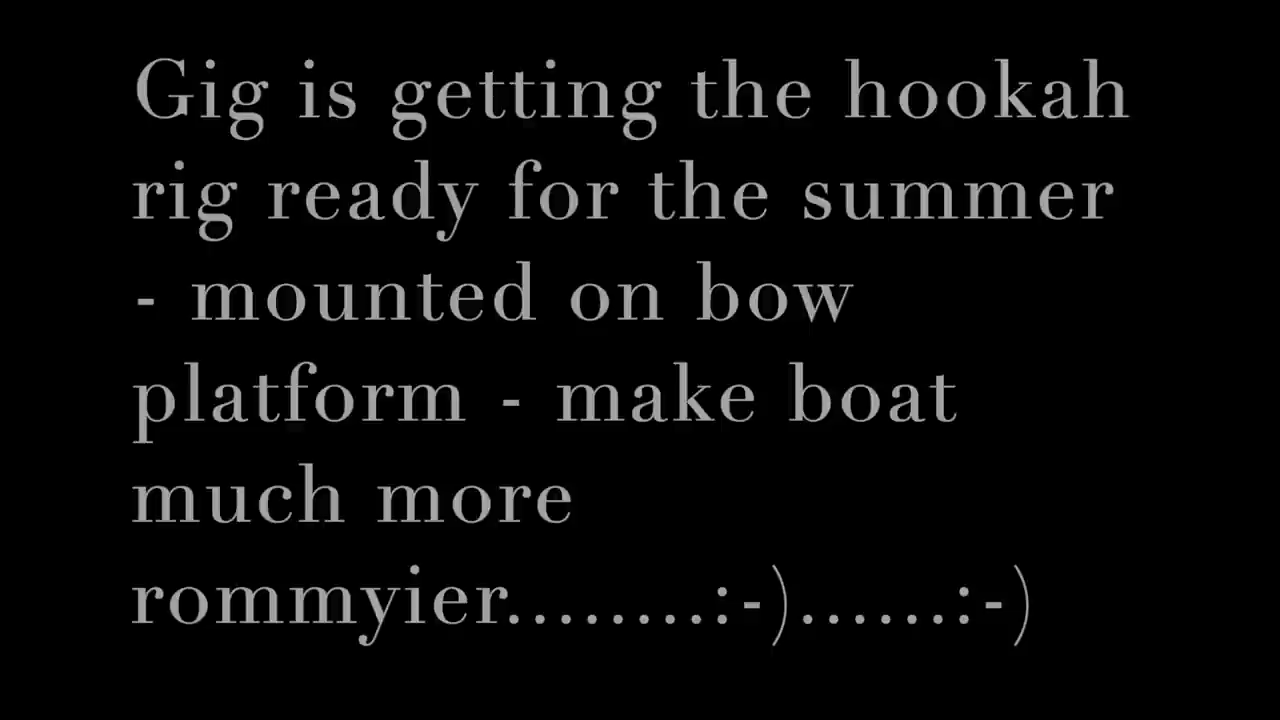 Gig is getting the hookah
rig ready for the summer
- mounted on bow
platform - make boat
much more
rommyier........:-)......:-)